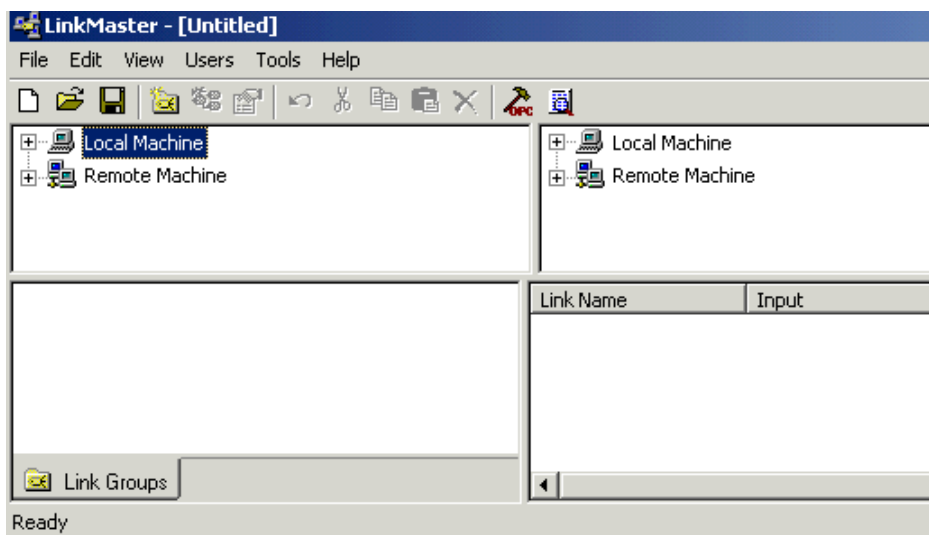 LinkMaster - [Untitled]
File Edit View Users Tools Help
OPC
Local Machine
Remote Machine
Local Machine
Remote Machine
Link Name Input
Link Groups
Ready